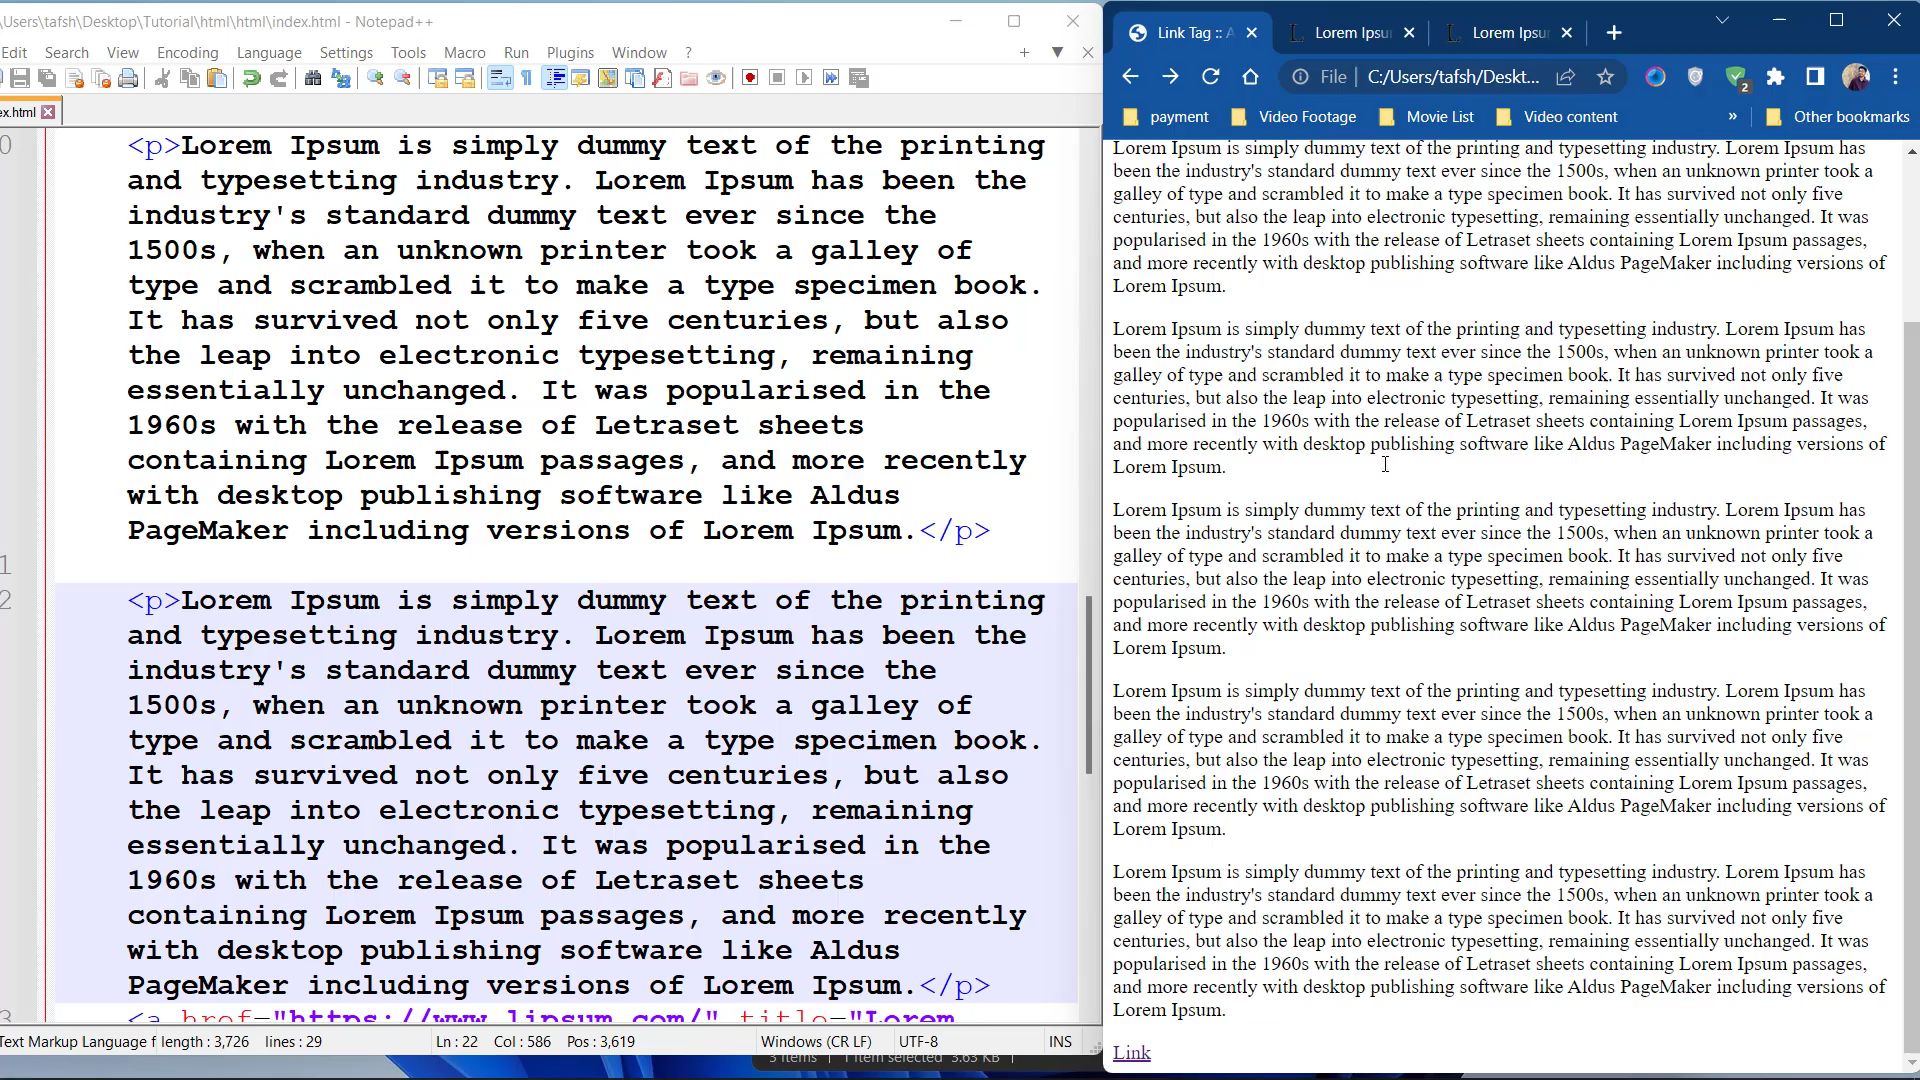 \Users\tafsh\Desktop\Tutorial\html\html\index.html - Notepad++
Edit Search View Encoding Language Settings Tools Macro Run Plugins Window ?
ex.html
<p>Lorem Ipsum is simply dummy text of the printing
and typesetting industry. Lorem Ipsum has been the
industry's standard dummy text ever since the
1500s, when an unknown printer took a galley of
type and scrambled it to make a type specimen book.
It has survived not only five centuries, but also
the leap into electronic typesetting, remaining
essentially unchanged. It was popularised in the
1960s with the release of Letraset sheets
containing Lorem Ipsum passages, and more recently
with desktop publishing software like Aldus
PageMaker including versions of Lorem Ipsum.</p>
<p>Lorem Ipsum is simply dummy text of the printing
and typesetting industry. Lorem Ipsum has been the
industry's standard dummy text ever since the
1500s, when an unknown printer took a galley of
type and scrambled it to make a type specimen book.
It has survived not only five centuries, but also
the leap into electronic typesetting, remaining
essentially unchanged. It was popularised in the
1960s with the release of Letraset sheets
containing Lorem Ipsum passages, and more recently
with desktop publishing software like Aldus
PageMaker including versions of Lorem Ipsum.</p>
<a href="https://www.lipsum.com/" title="Lorem
Text Markup Language f length : 3,726 lines : 29 Ln : 22 Col : 586 Pos : 3,619 Windows (CR LF) UTF-8 INS
3 items 1 item selected 3.63 KB
Link Tag :: A Lorem Ipsu Lorem Ipsu
File C:/Users/tafsh/Deskt...
2
payment Video Footage Movie List Video content » Other bookmarks
Lorem Ipsum is simply dummy text of the printing and typesetting industry. Lorem Ipsum has
been the industry's standard dummy text ever since the 1500s, when an unknown printer took a
galley of type and scrambled it to make a type specimen book. It has survived not only five
centuries, but also the leap into electronic typesetting, remaining essentially unchanged. It was
popularised in the 1960s with the release of Letraset sheets containing Lorem Ipsum passages,
and more recently with desktop publishing software like Aldus PageMaker including versions of
Lorem Ipsum.
Lorem Ipsum is simply dummy text of the printing and typesetting industry. Lorem Ipsum has
been the industry's standard dummy text ever since the 1500s, when an unknown printer took a
galley of type and scrambled it to make a type specimen book. It has survived not only five
centuries, but also the leap into electronic typesetting, remaining essentially unchanged. It was
popularised in the 1960s with the release of Letraset sheets containing Lorem Ipsum passages,
and more recently with desktop publishing software like Aldus PageMaker including versions of
Lorem Ipsum.
Lorem Ipsum is simply dummy text of the printing and typesetting industry. Lorem Ipsum has
been the industry's standard dummy text ever since the 1500s, when an unknown printer took a
galley of type and scrambled it to make a type specimen book. It has survived not only five
centuries, but also the leap into electronic typesetting, remaining essentially unchanged. It was
popularised in the 1960s with the release of Letraset sheets containing Lorem Ipsum passages,
and more recently with desktop publishing software like Aldus PageMaker including versions of
Lorem Ipsum.
Lorem Ipsum is simply dummy text of the printing and typesetting industry. Lorem Ipsum has
been the industry's standard dummy text ever since the 1500s, when an unknown printer took a
galley of type and scrambled it to make a type specimen book. It has survived not only five
centuries, but also the leap into electronic typesetting, remaining essentially unchanged. It was
popularised in the 1960s with the release of Letraset sheets containing Lorem Ipsum passages,
and more recently with desktop publishing software like Aldus PageMaker including versions of
Lorem Ipsum.
Lorem Ipsum is simply dummy text of the printing and typesetting industry. Lorem Ipsum has
been the industry's standard dummy text ever since the 1500s, when an unknown printer took a
galley of type and scrambled it to make a type specimen book. It has survived not only five
centuries, but also the leap into electronic typesetting, remaining essentially unchanged. It was
popularised in the 1960s with the release of Letraset sheets containing Lorem Ipsum passages,
and more recently with desktop publishing software like Aldus PageMaker including versions of
Lorem Ipsum.
Link